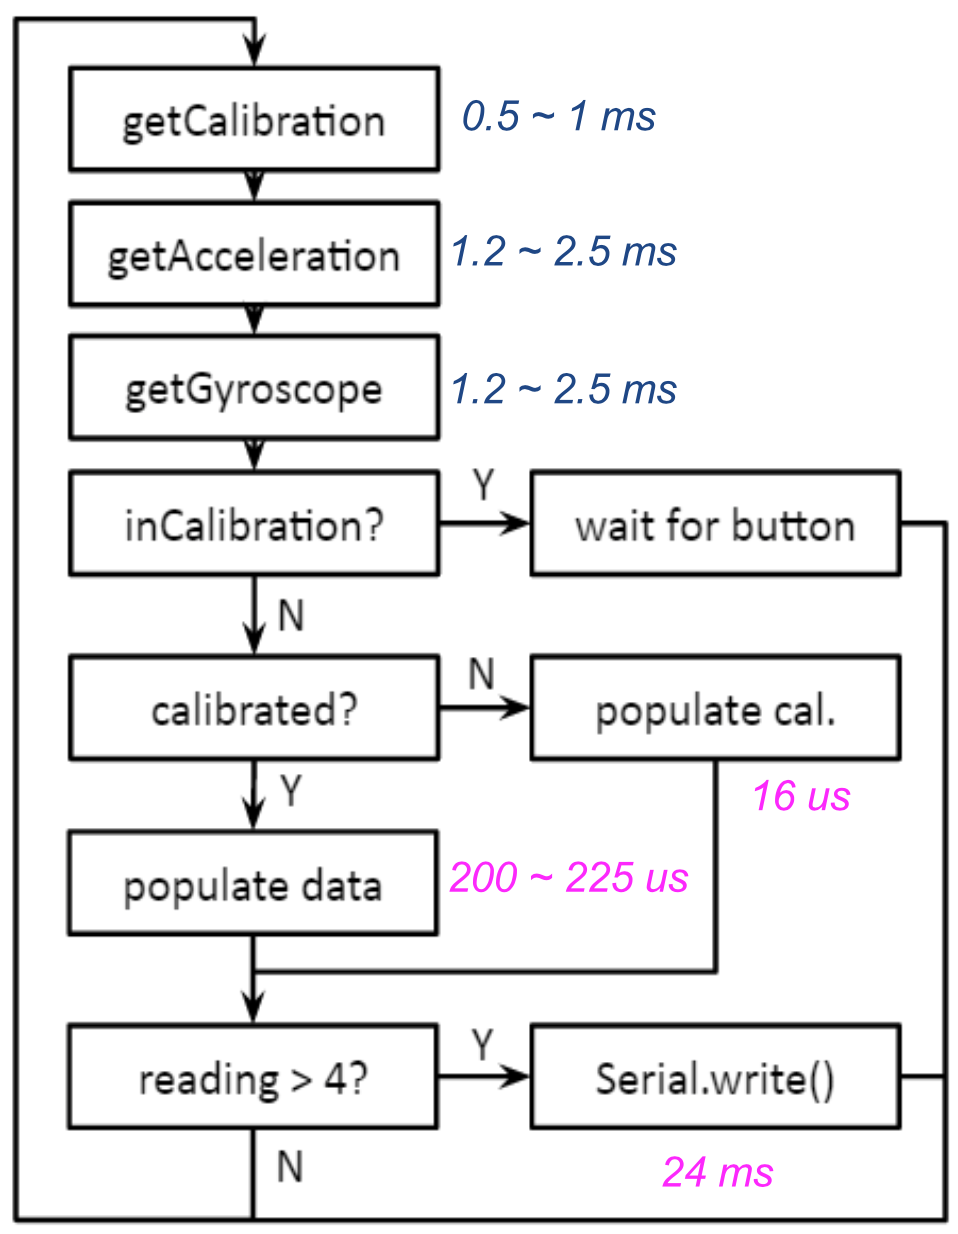 getCalibration
0.5 ~ 1 ms
getAcceleration
1.2 ~ 2.5 ms
getGyroscope
1.2 ~ 2.5 ms
inCalibration?
Y
wait for button
N
calibrated?
N
populate cal.
16 us
Y
populate data
200 ~ 225 us
reading > 4?
Y
Serial.write()
24 ms
N